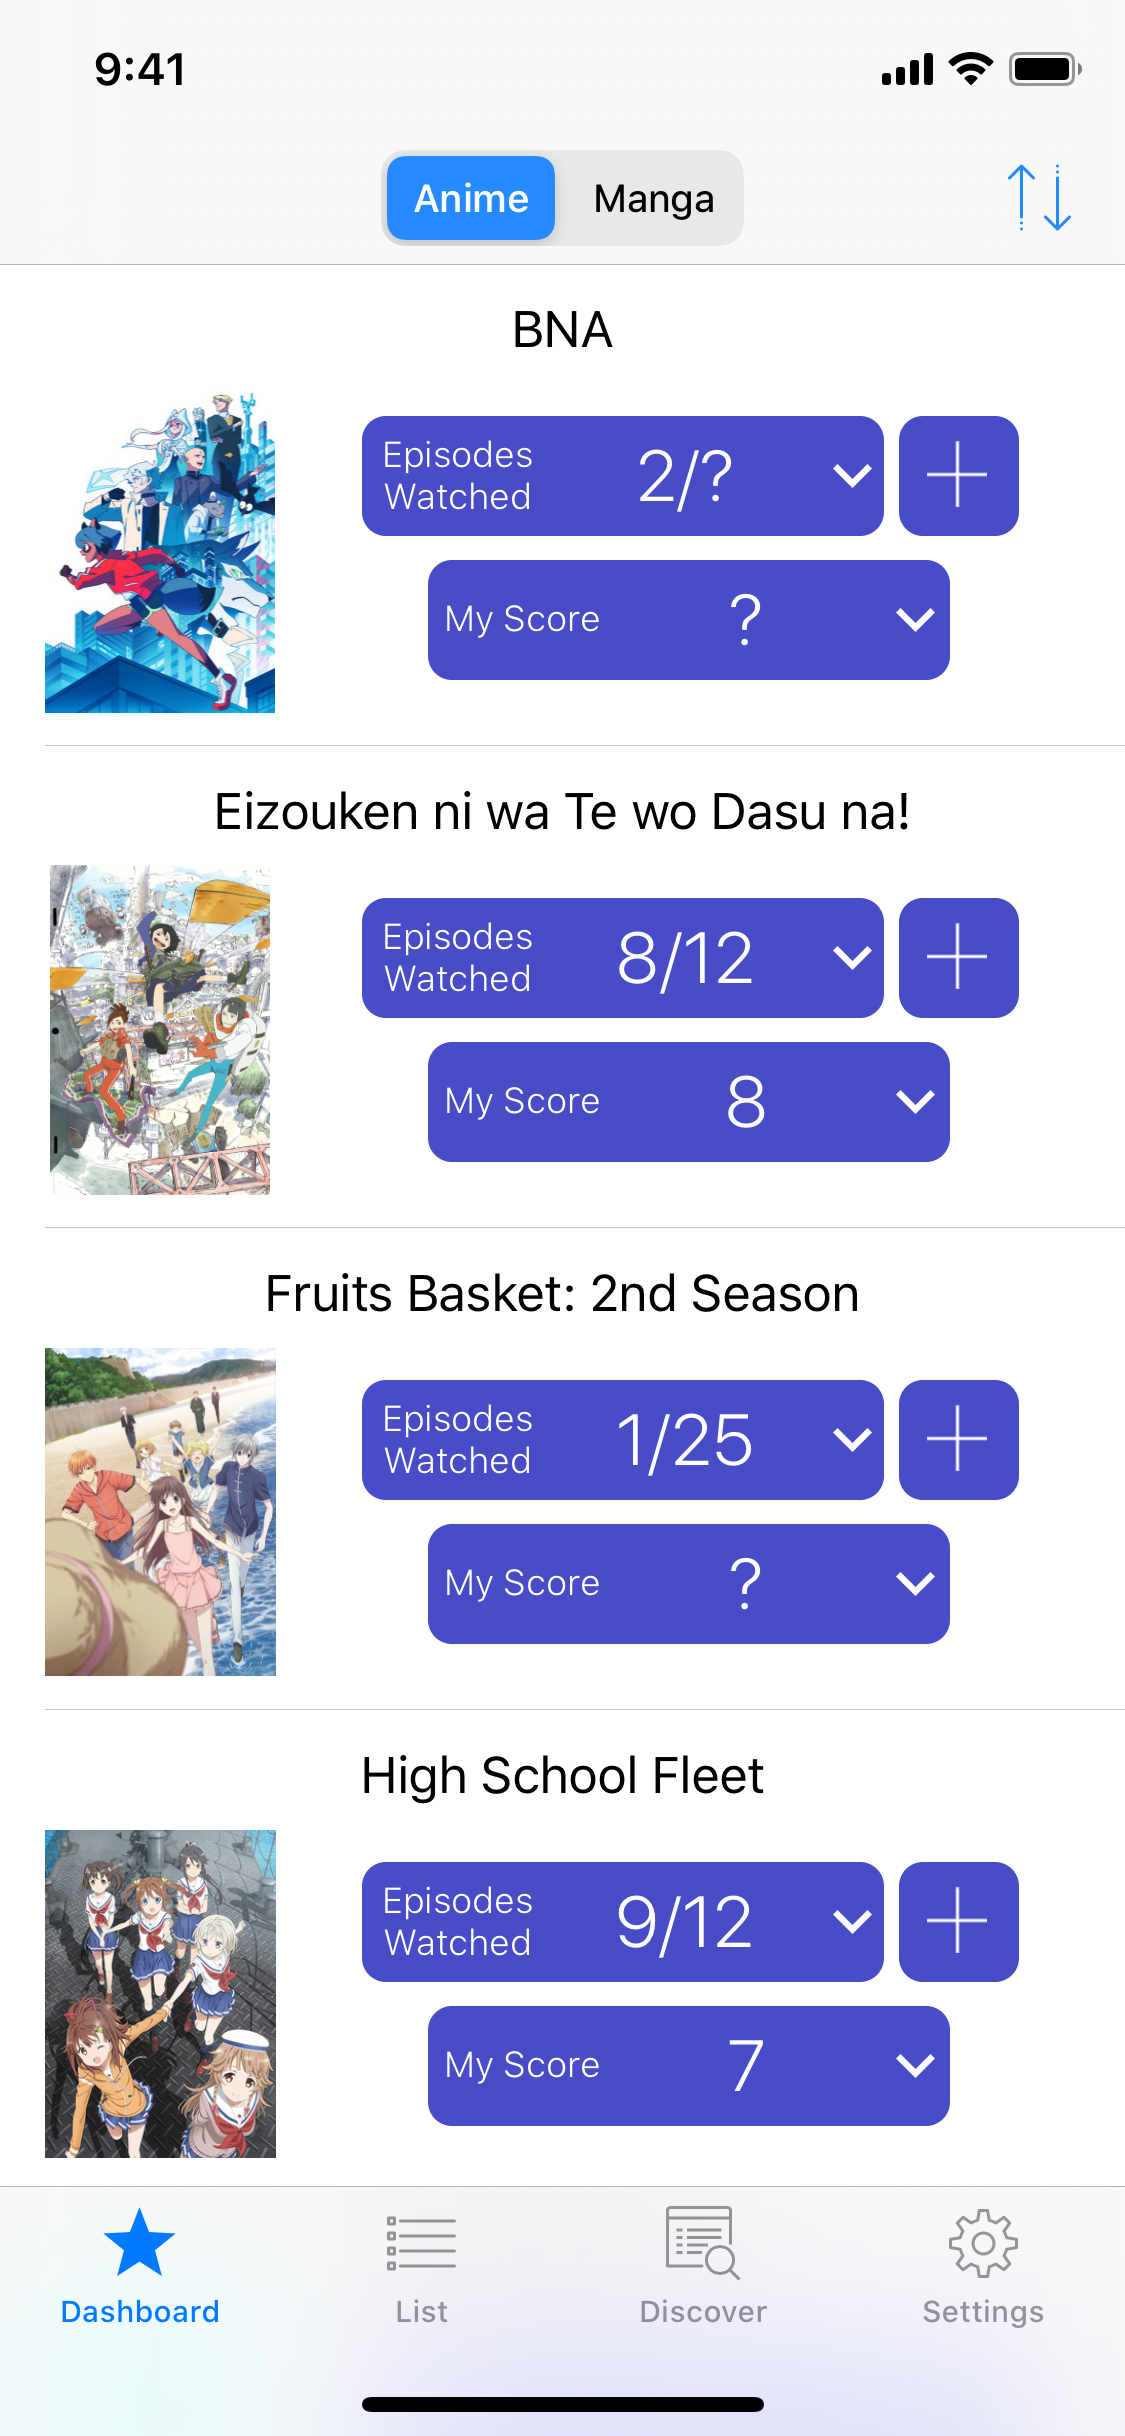 9:41
Anime
Manga
BNA
Episodes
Watched
2/?
My Score
?
Eizouken ni wa Te wo Dasu na!
Episodes
Watched
8/12
My Score
8
Fruits Basket: 2nd Season
Episodes
Watched
1/25
My Score
?
High School Fleet
Episodes
Watched
9/12
My Score
7
Dashboard
List
Discover
Settings